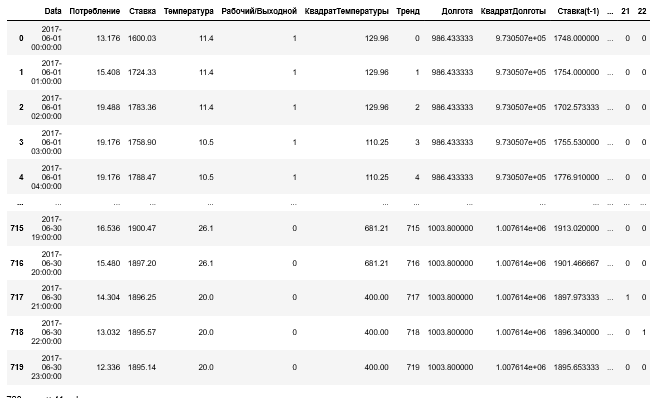 Data Потребление Ставка Температура Рабочий/Выходной КвадратТемпературы Тренд Долгота КвадратДолготы Ставка(t-1) ... 21 22
0 2017-06-01 00:00:00 13.176 1600.03 11.4 1 129.96 0 986.433333 9.730507e+05 1748.000000 ... 0 0
1 2017-06-01 01:00:00 15.408 1724.33 11.4 1 129.96 1 986.433333 9.730507e+05 1754.000000 ... 0 0
2 2017-06-01 02:00:00 19.488 1783.36 11.4 1 129.96 2 986.433333 9.730507e+05 1702.573333 ... 0 0
3 2017-06-01 03:00:00 19.176 1758.90 10.5 1 110.25 3 986.433333 9.730507e+05 1755.530000 ... 0 0
4 2017-06-01 04:00:00 19.176 1788.47 10.5 1 110.25 4 986.433333 9.730507e+05 1776.910000 ... 0 0
... ... ... ... ... ... ... ... ... ... ... ... ... ...
715 2017-06-30 19:00:00 16.536 1900.47 26.1 0 681.21 715 1003.800000 1.007614e+06 1913.020000 ... 0 0
716 2017-06-30 20:00:00 15.480 1897.20 26.1 0 681.21 716 1003.800000 1.007614e+06 1901.466667 ... 0 0
717 2017-06-30 21:00:00 14.304 1896.25 20.0 0 400.00 717 1003.800000 1.007614e+06 1897.973333 ... 1 0
718 2017-06-30 22:00:00 13.032 1895.57 20.0 0 400.00 718 1003.800000 1.007614e+06 1896.340000 ... 0 1
719 2017-06-30 23:00:00 12.336 1895.14 20.0 0 400.00 719 1003.800000 1.007614e+06 1895.653333 ... 0 0